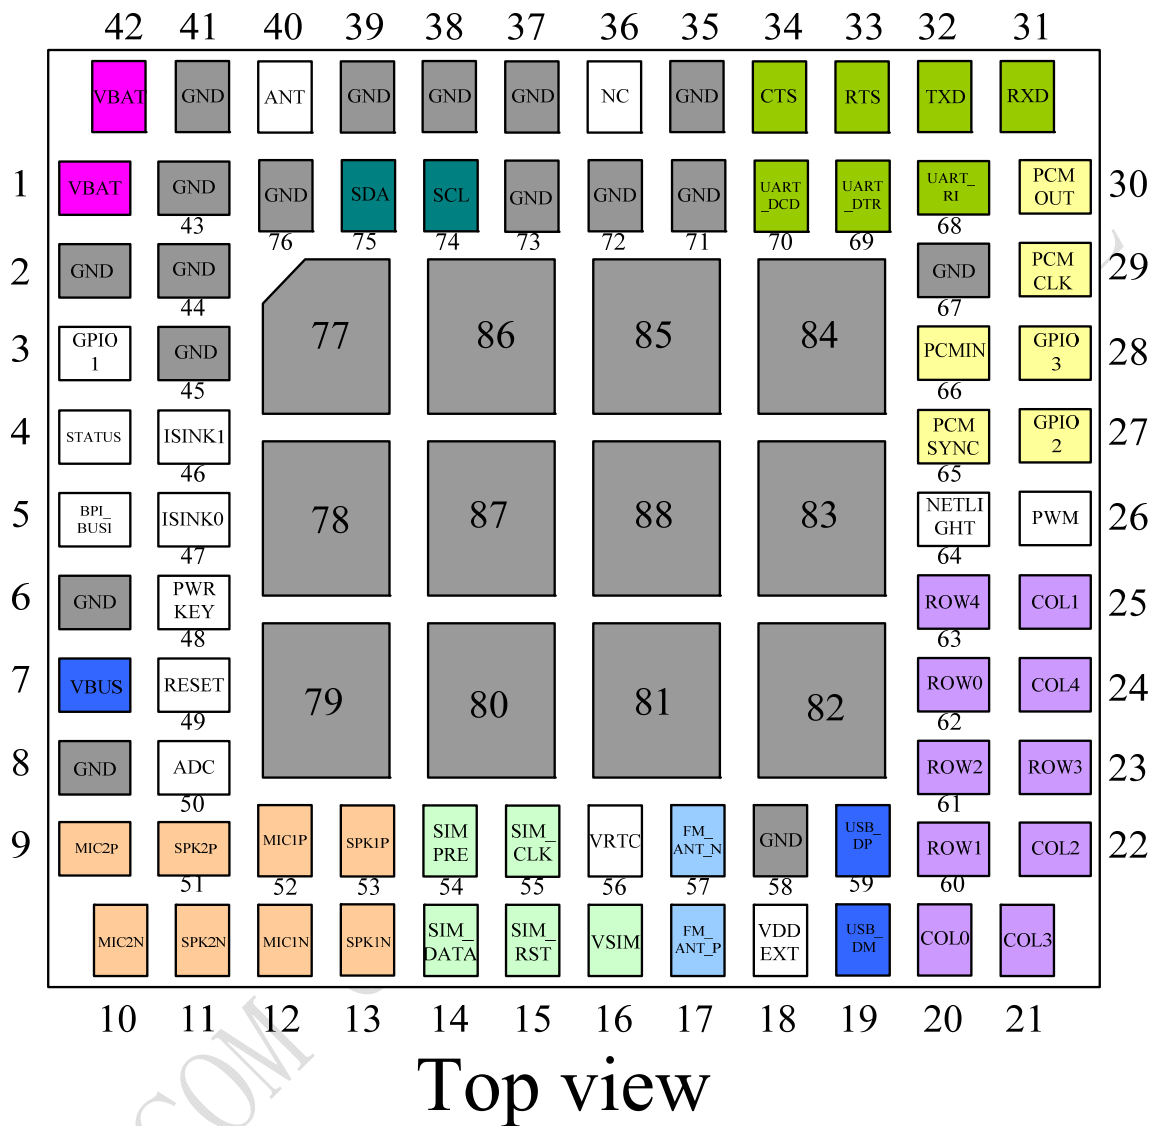 42 41 40 39 38 37 36 35 34 33 32 31
VBAT GND ANT GND GND GND NC GND CTS RTS TXD RXD
1 VBAT GND GND SDA SCL GND GND GND UART_DCD UART_DTR UART_RI PCM OUT 30
43 76 75 74 73 72 71 70 69 68
2 GND GND GND PCM CLK 29
44 67
77 86 85 84
3 GPIO1 GND PCMIN GPIO3 28
45 66
4 STATUS ISINK1 PCM SYNC GPIO2 27
46 65
5 BPI_BUSI ISINK0 78 87 88 83 NETLIGHT PWM 26
47 64
6 GND PWR KEY ROW4 COL1 25
48 63
7 VBUS RESET 79 80 81 82 ROW0 COL4 24
49 62
8 GND ADC ROW2 ROW3 23
50 61
9 MIC2P SPK2P MIC1P SPK1P SIM PRE SIM_CLK VRTC FM_ANT_N GND USB_DP ROW1 COL2 22
51 52 53 54 55 56 57 58 59 60
MIC2N SPK2N MIC1N SPK1N SIM_DATA SIM_RST VSIM FM_ANT_P VDD EXT USB_DM COL0 COL3
10 11 12 13 14 15 16 17 18 19 20 21
Top view
COM